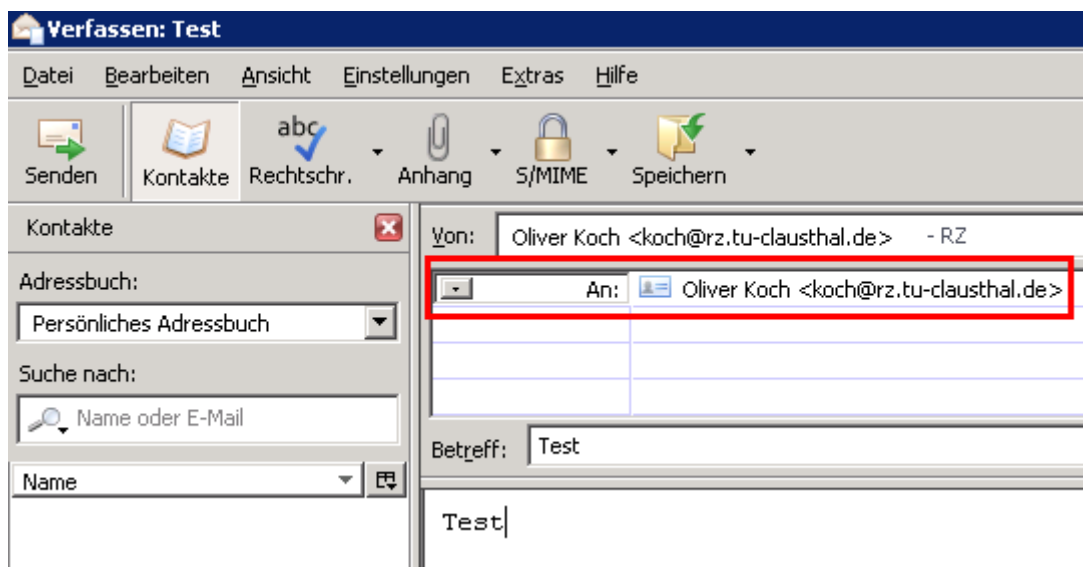 Verfassen: Test
Datei Bearbeiten Ansicht Einstellungen Extras Hilfe
Senden Kontakte abc Rechtschr. Anhang S/MIME Speichern
Kontakte
Von: Oliver Koch <koch@rz.tu-clausthal.de> - RZ
Adressbuch:
An: Oliver Koch <koch@rz.tu-clausthal.de>
Persönliches Adressbuch
Suche nach:
Name oder E-Mail
Betreff: Test
Name
Test